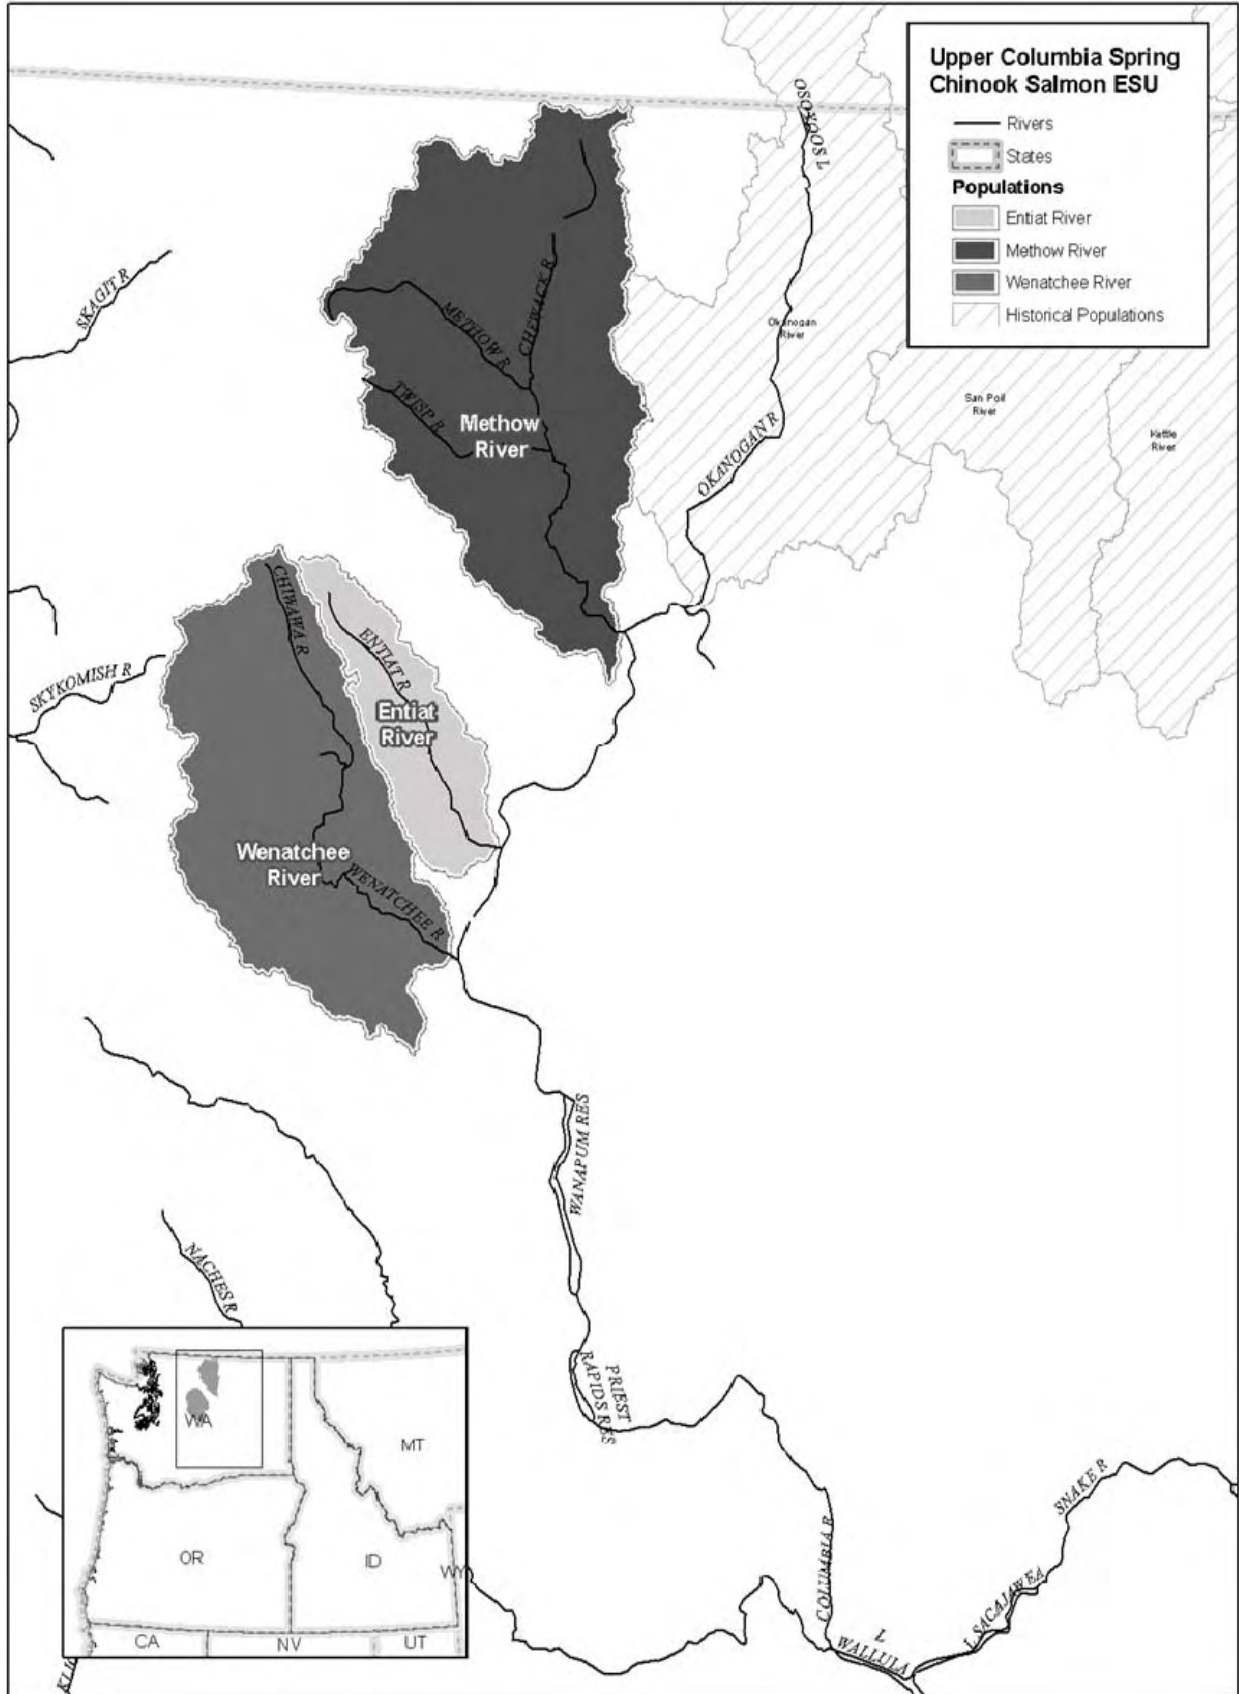 Upper Columbia Spring
Chinook Salmon ESU
Rivers
States
Populations
Entiat River
Methow River
Wenatchee River
Historical Populations
OSOYOOS L
SKAGIT R
METHOW R
CHEWACK R
TWISP R
Methow
River
Okanogan
River
San Poil
River
Kettle
River
OKANOGAN R
CHIWAWA R
ENTIAT R
SKYKOMISH R
Entiat
River
Wenatchee
River
WENATCHEE R
WANAPUM RES
NACHES R
PRIEST
RAPIDS RES
WA
MT
OR
ID
WY
CA
NV
UT
COLUMBIA R
SNAKE R
L SACAJAWEA
L
WALLULA